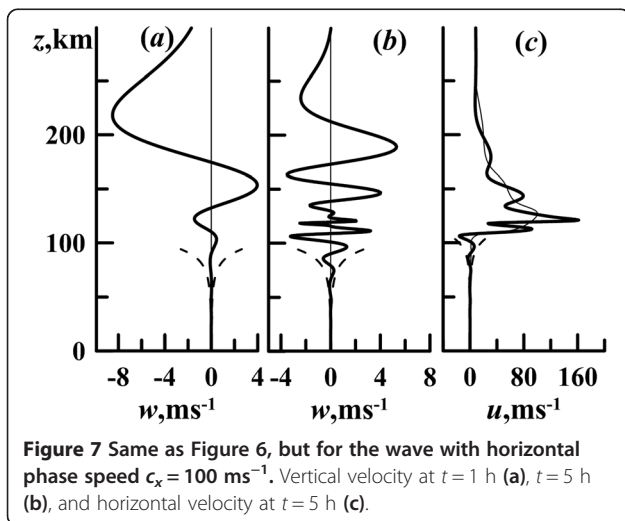 z,km (a) (b) (c)
200
100
0
-8 -4 0 4 -4 0 4 8 0 80 160
w,ms⁻¹ w,ms⁻¹ u,ms⁻¹
Figure 7 Same as Figure 6, but for the wave with horizontal
phase speed cₓ = 100 ms⁻¹. Vertical velocity at t = 1 h (a), t = 5 h
(b), and horizontal velocity at t = 5 h (c).